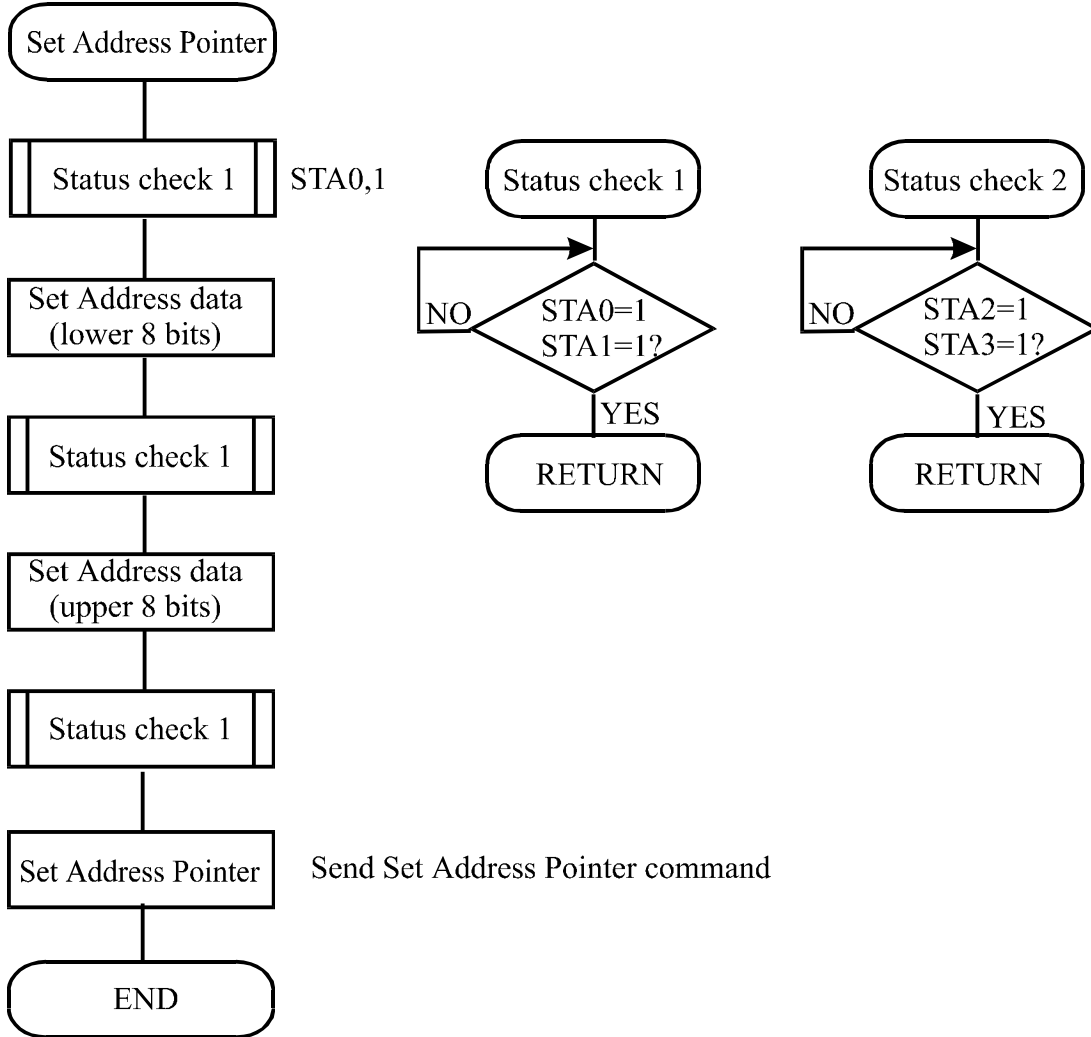 Set Address Pointer
Status check 1
STA0,1
Set Address data
(lower 8 bits)
Status check 1
Set Address data
(upper 8 bits)
Status check 1
Set Address Pointer
Send Set Address Pointer command
END
Status check 1
NO
STA0=1
STA1=1?
YES
RETURN
Status check 2
NO
STA2=1
STA3=1?
YES
RETURN